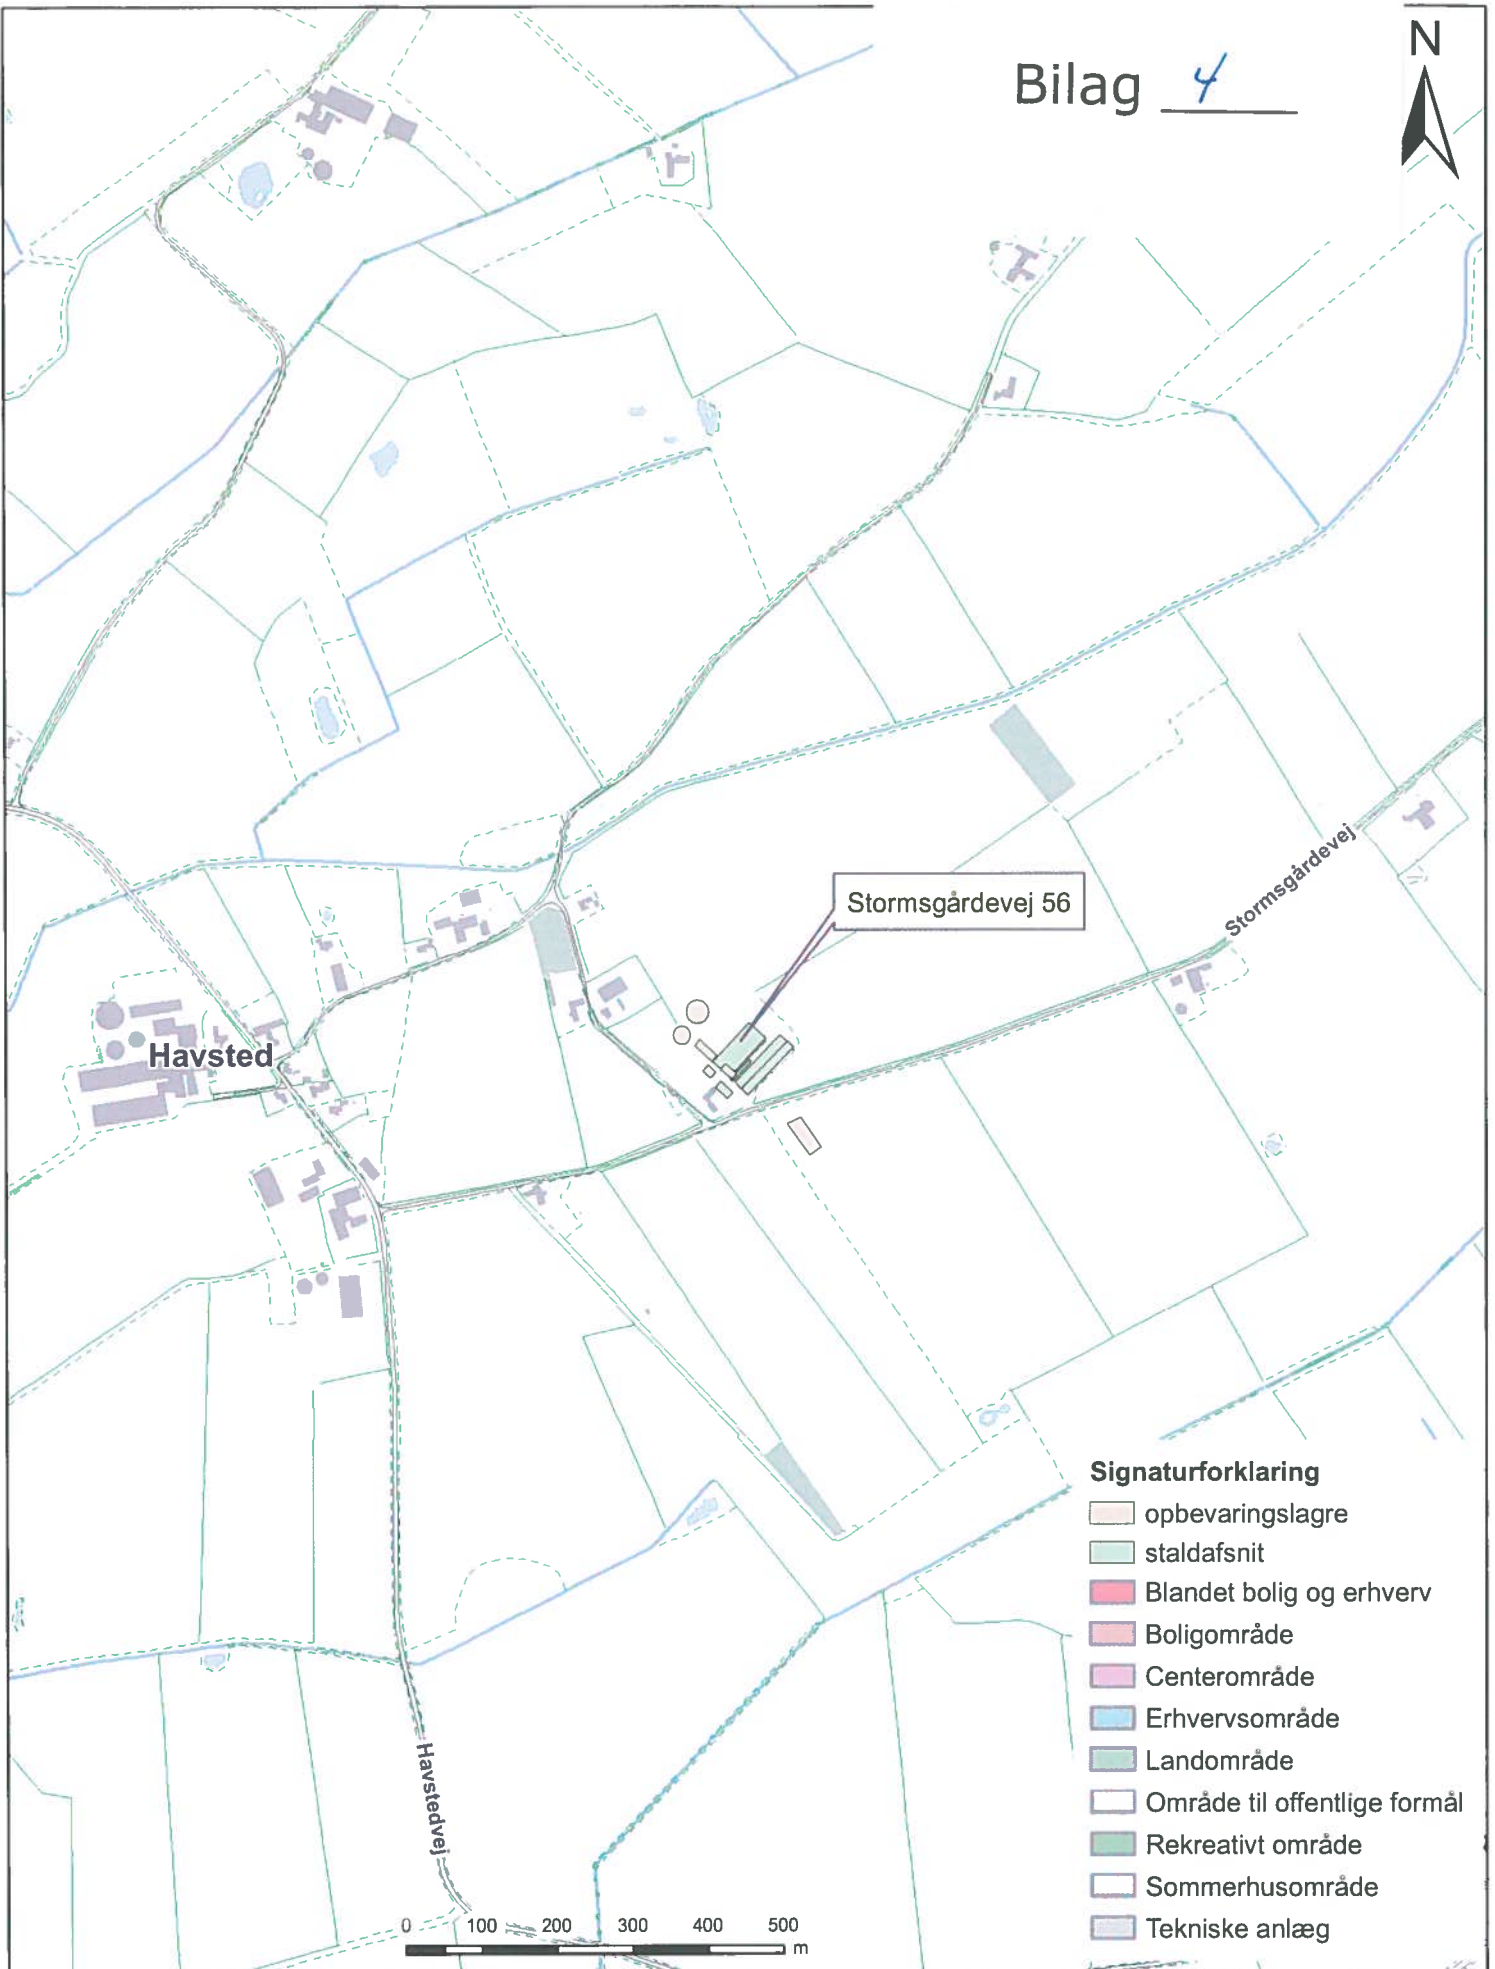 Bilag 4
N
Stormsgårdevej
Stormsgårdevej 56
Havsted
Havstedvej
Signaturforklaring
opbevaringslagre
staldafsnit
Blandet bolig og erhverv
Boligområde
Centerområde
Erhvervsområde
Landområde
Område til offentlige formål
Rekreativt område
Sommerhusområde
Tekniske anlæg
0 100 200 300 400 500
m